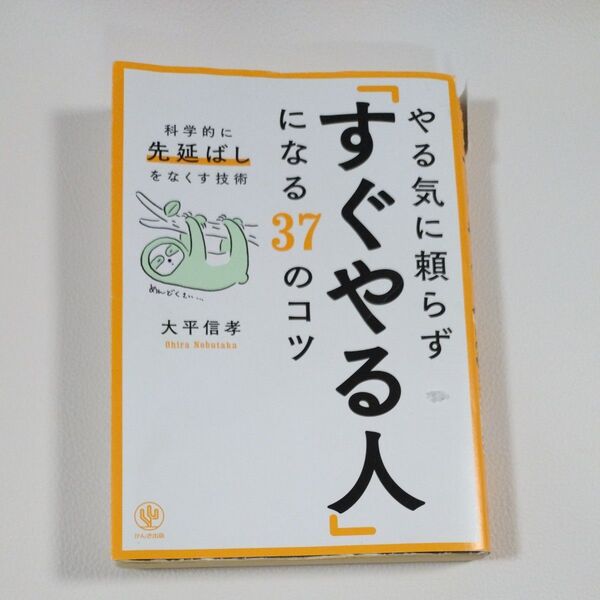 やる気に頼らず
「すぐやる人」
になる37のコツ
科学的に
先延ばし
をなくす技術
めんどくさい...
大平信孝
Ohira Nobutaka
かんき出版